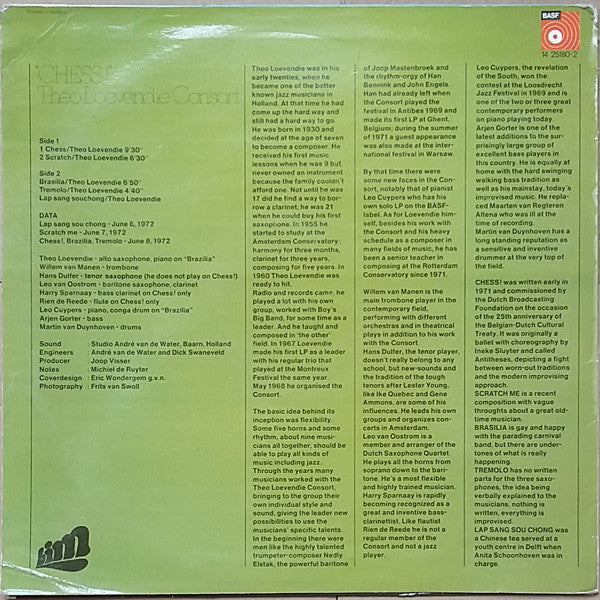 Printed in Holland
BASF
14 25180-2
CHESS!
Theo Loevendie Consort
Side 1
1 Chess/Theo Loevendie 9'30"
2 Scratch/Theo Loevendie 6'30"
Side 2
Brasilia/Theo Loevendie 6'50"
Tremolo/Theo Loevendie 4'40"
Lap sang souchong/Theo Loevendie
DATA
Lap sang sou chong - June 6, 1972
Scratch me - June 7, 1972
Chess!, Brazilia, Tremolo - June 8, 1972
Theo Loevendie - alto saxophone, piano on "Brazilia"
Willem van Manen - trombone
Hans Dulfer - tenor saxophone (he does not play on Chess!)
Leo van Oostrom - baritone saxophone, clarinet
Harry Sparnaay - bass clarinet on Chess! only
Rien de Reede - flute on Chess! only
Leo Cuypers - piano, conga drum on "Brazilia"
Arjen Gorter - bass
Martin van Duynhoven - drums
Sound : Studio André van de Water, Baarn, Holland
Engineers : André van de Water and Dick Swaneveld
Producer : Joop Visser
Notes : Michiel de Ruyter
Coverdesign : Eric Wondergem g.v.n.
Photography : Frits van Swoll
Theo Loevendie was in his
early twenties, when he
became one of the better
known jazz musicians in
Holland. At that time he had
come up the hard way and
still had a hard way to go.
He was born in 1930 and
decided at the age of seven
to become a composer. He
received his first music
lessons when he was 9 but
never owned an instrument
because the family couldn't
afford one. Not until he was
17 did he find a way to bor-
row a clarinet; he was 21
when he could buy his first
saxophone. In 1955 he
started to study at the
Amsterdam Conservatory:
harmony for three months,
clarinet for three years,
composing for five years. In
1960 Theo Loevendie was
ready to hit.
Radio and records came, he
played a lot with his own
group, worked with Boy's
Big Band, for some time as a
leader. And he taught and
composed in 'the other'
field. In 1967 Loevendie
made his first LP as a leader
with his regular trio that
played at the Montreux
Festival the same year.
May 1968 he organised the
Consort.
The basic idea behind its
inception was flexibility.
Some five horns and some
rhythm, about nine musi-
cians all together, should be
able to play all kinds of
music including jazz.
Through the years many
musicians worked with the
Theo Loevendie Consort,
bringing to the group their
own individual style and
sound, giving the leader new
possibilities to use the
musicians' specific talents.
In the beginning there were
men like the highly talented
trumpeter-composer Nedly
Elstak, the powerful baritone
of Joop Mastenbroek and
the rhythm-orgy of Han
Bennink and John Engels.
Han had already left when
the Consort played the
festival in Antibes 1969 and
made its first LP at Ghent,
Belgium; during the summer
of 1971 a guest appearance
was also made at the inter-
national festival in Warsaw.
By that time there were
some new faces in the Con-
sort, notably that of pianist
Leo Cuypers who has his
own solo LP on the BASF-
label. As for Loevendie him-
self, besides his work with
the Consort and his heavy
schedule as a composer in
many fields of music, he has
been a senior teacher in
composing at the Rotterdam
Conservatory since 1971.
Willem van Manen is the
main trombone player in the
contemporary field,
performing with
different orchestras and in
theatrical plays in addition to his work
with the Consort.
Hans Dulfer, the tenor player,
doesn't really belong to any
school, but new-sounds and
the tradition of the tough
tenors after Lester Young,
like Ike Quebec and Gene
Ammons, are some of his
influences. He leads his own
groups and organizes con-
certs in Amsterdam.
Leo van Oostrom is a
member and arranger of the
Dutch Saxophone Quartet.
He plays all the horns from
soprano down to the bari-
tone. He's a most flexible
and highly trained musician.
Harry Sparnaay is rapidly
becoming recognized as a
great and inventive bass-
clarinettist. Like flautist
Rien de Reede he is not a
regular member of the
Consort and not a jazz
player.
Leo Cuypers, the revelation
of the South, won the
contest at the Loosdrecht
Jazz Festival in 1969 and is
one of the two or three great
contemporary performers
on piano playing today
Arjen Gorter is one of the
latest additions to the sur-
prisingly large group of
excellent bass players in
this country. He is equally at
home with the hard swinging
walking bass tradition as
well as his mainstay, today's
improvised music. He repla-
ced Maarten van Regteren
Altena who was ill at the
time of recording.
Martin van Duynhoven has a
long standing reputation as
a sensitive and inventive
drummer at the very top of
the field.
CHESS! was written early in
1971 and commissioned by
the Dutch Broadcasting
Foundation on the occasion
of the 25th anniversary of
the Belgian-Dutch Cultural
Treaty. It was originally a
ballet with choreography by
Ineke Sluyter and called
Antitheses, depicting a fight
between worn-out traditions
and the modern improvising
approach.
SCRATCH ME is a recent
composition with vague
throughts about a great old-
time musician.
BRASILIA is gay and happy
with the parading carnival
band, but there are under-
tones of what is really
happening.
TREMOLO has no written
parts for the three saxo-
phones, the idea being
verbally explained to the
musicians, nothing is
written, everything is
improvised.
LAP SANG SOU CHONG was
a Chinese tea served at a
youth centre in Delft when
Anita Schoonhoven was in
charge.